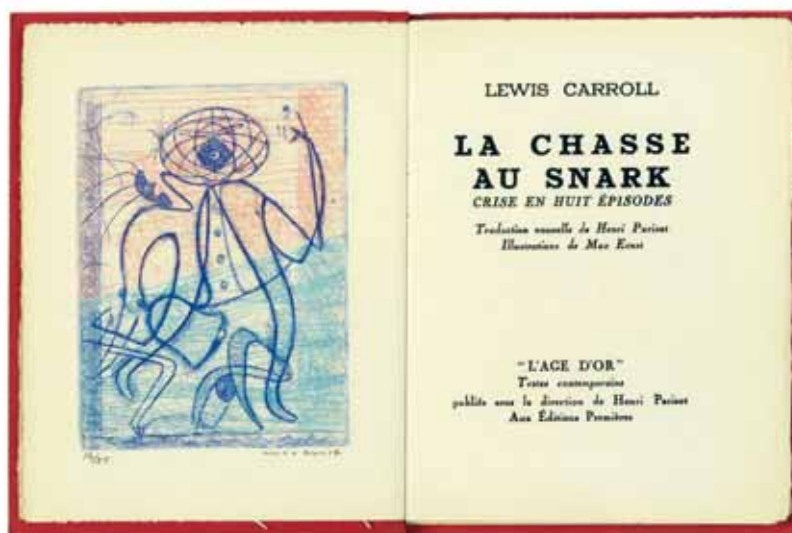 LEWIS CARROLL
LA CHASSE
AU SNARK
CRISE EN HUIT ÉPISODES
Traduction nouvelle de Henri Parisot
Illustrations de Max Ernst
"L'AGE D'OR"
Textes contemporains
publiés sous la direction de Henri Parisot
Aux Éditions Premières